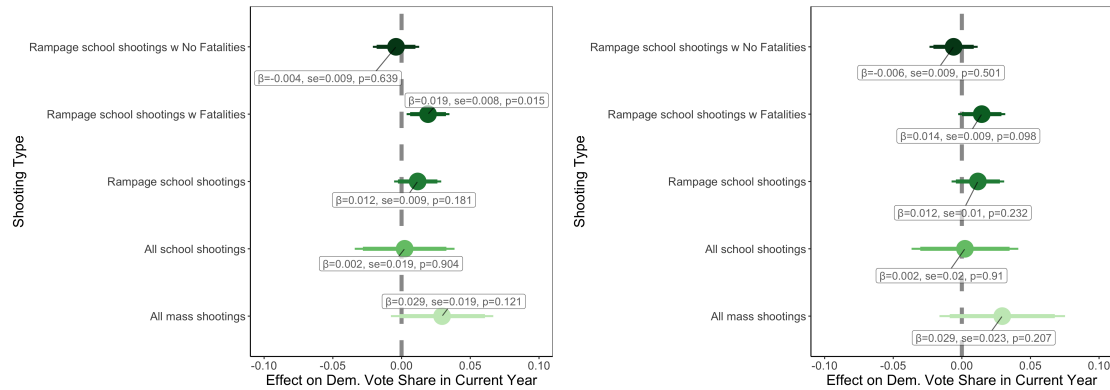 Shooting Type
Rampage school shootings w No Fatalities
β=-0.004, se=0.009, p=0.639
β=0.019, se=0.008, p=0.015
Rampage school shootings w Fatalities
Rampage school shootings
β=0.012, se=0.009, p=0.181
All school shootings
β=0.002, se=0.019, p=0.904
β=0.029, se=0.019, p=0.121
All mass shootings
-0.10 -0.05 0.00 0.05 0.10
Effect on Dem. Vote Share in Current Year
Shooting Type
Rampage school shootings w No Fatalities
β=-0.006, se=0.009, p=0.501
Rampage school shootings w Fatalities
β=0.014, se=0.009, p=0.098
Rampage school shootings
β=0.012, se=0.01, p=0.232
All school shootings
β=0.002, se=0.02, p=0.91
All mass shootings
β=0.029, se=0.023, p=0.207
-0.10 -0.05 0.00 0.05 0.10
Effect on Dem. Vote Share in Current Year